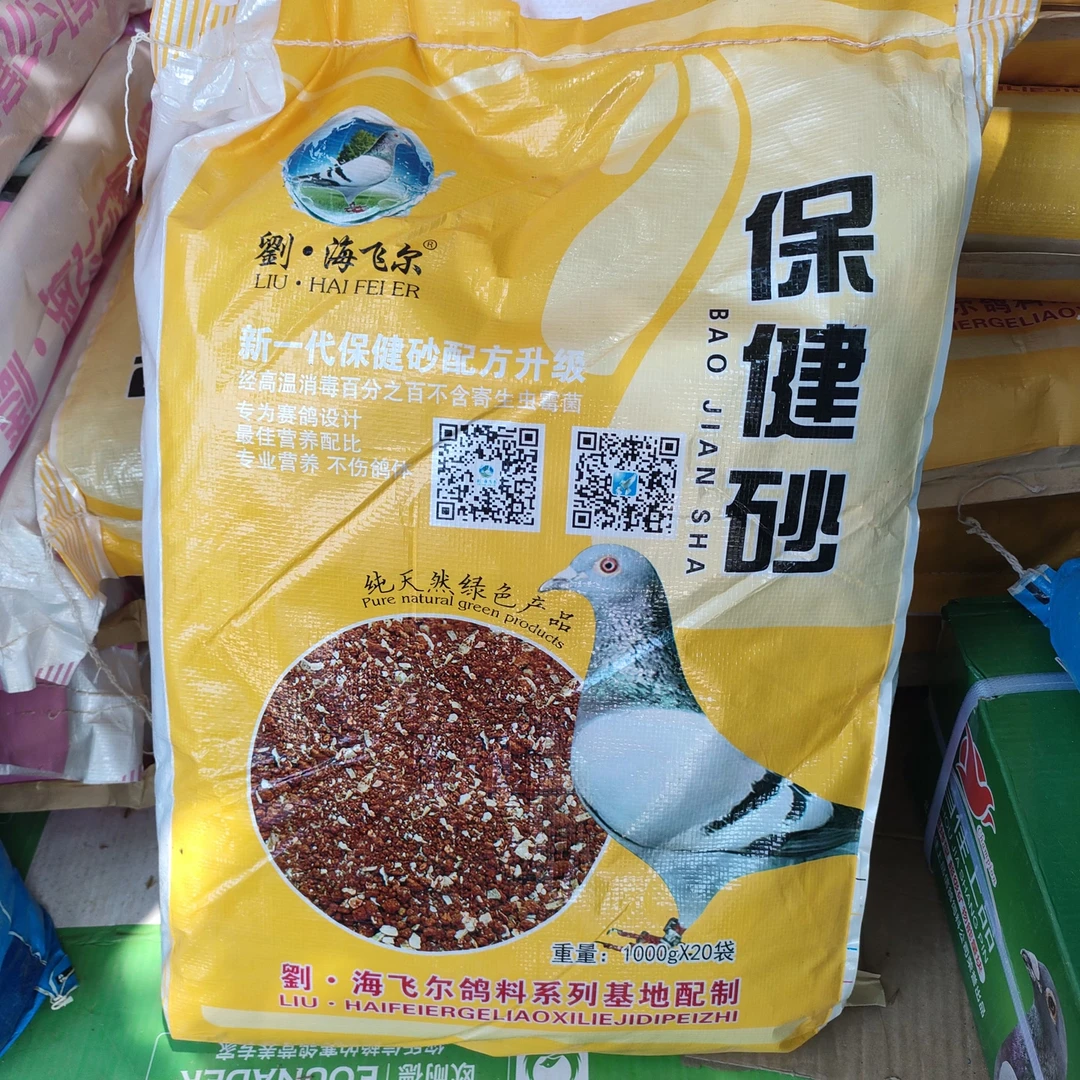 劉·海飞尔®
LIU·HAI FEI ER
保健砂
BAO JIAN SHA
新一代保健砂配方升级
经高温消毒百分之百不含寄生虫霉菌
专为赛鸽设计
最佳营养配比
专业营养 不伤鸽体
纯天然绿色产品
Pure natural green products
重量：1000gX20袋
劉·海飞尔鸽料系列基地配制
LIU·HAIFEIERGELIAOXILIEJIDIPEIZHI
欧耐德